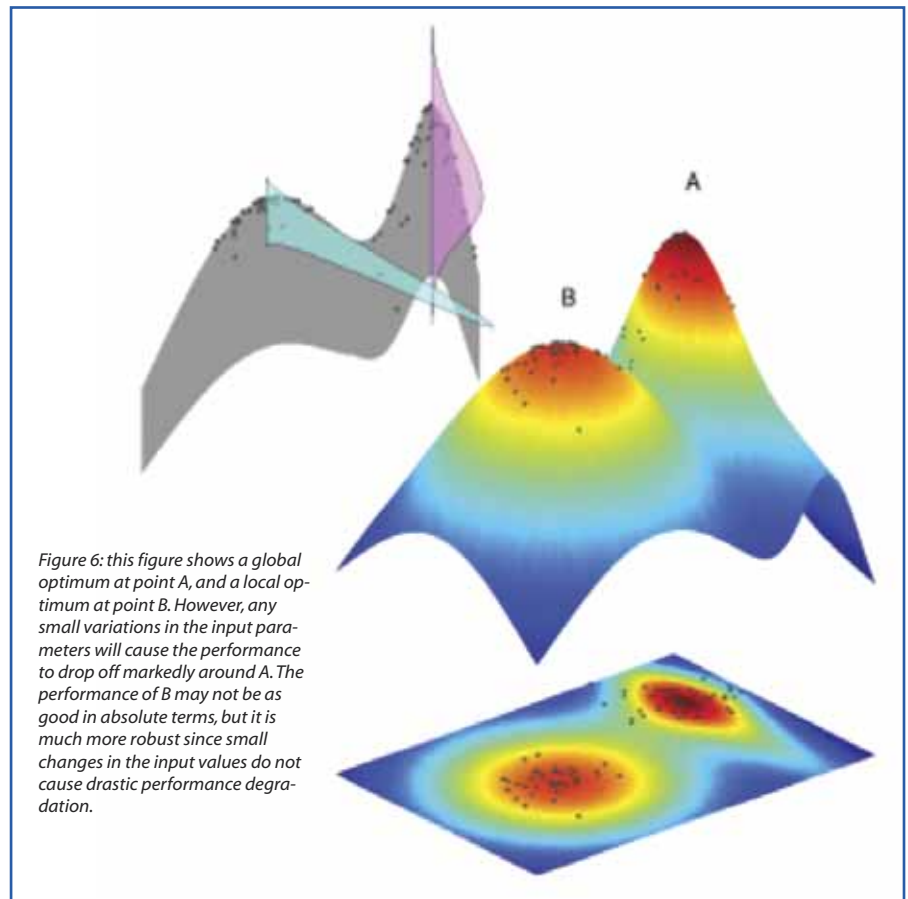 A
B
Figure 6: this figure shows a global
optimum at point A, and a local op-
timum at point B. However, any
small variations in the input para-
meters will cause the performance
to drop off markedly around A. The
performance of B may not be as
good in absolute terms, but it is
much more robust since small
changes in the input values do not
cause drastic performance degra-
dation.